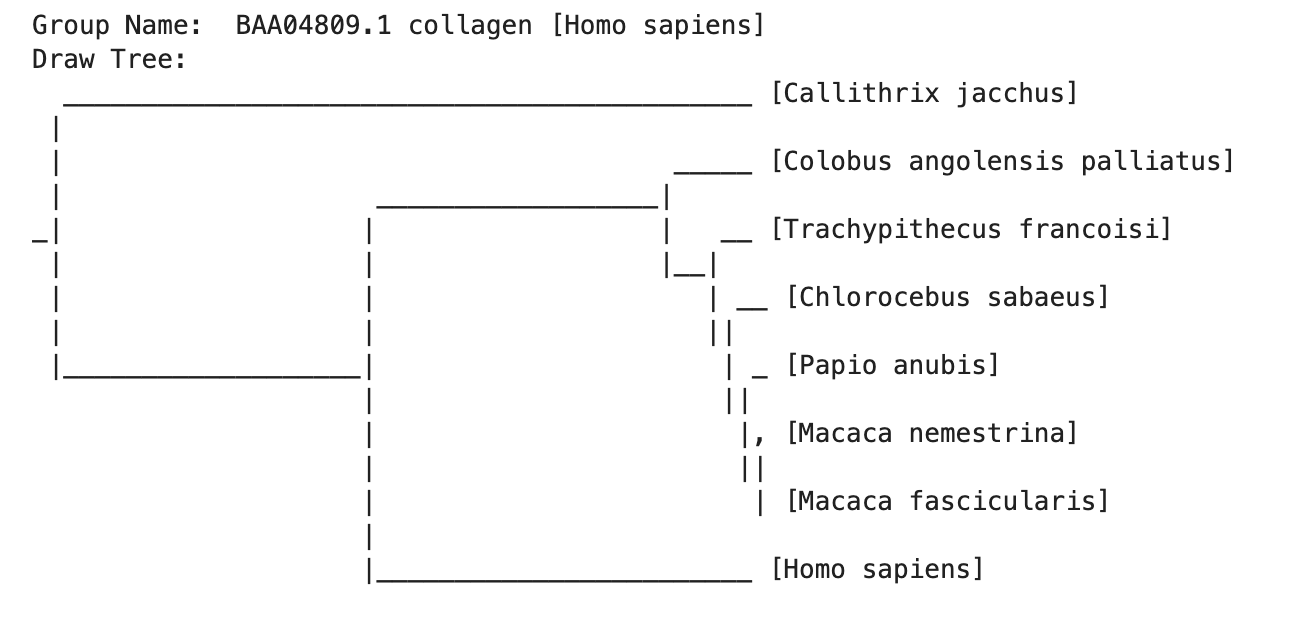 Group Name:  BAA04809.1 collagen [Homo sapiens]
Draw Tree:
[Callithrix jacchus]
[Colobus angolensis palliatus]
[Trachypithecus francoisi]
[Chlorocebus sabaeus]
[Papio anubis]
[Macaca nemestrina]
[Macaca fascicularis]
[Homo sapiens]